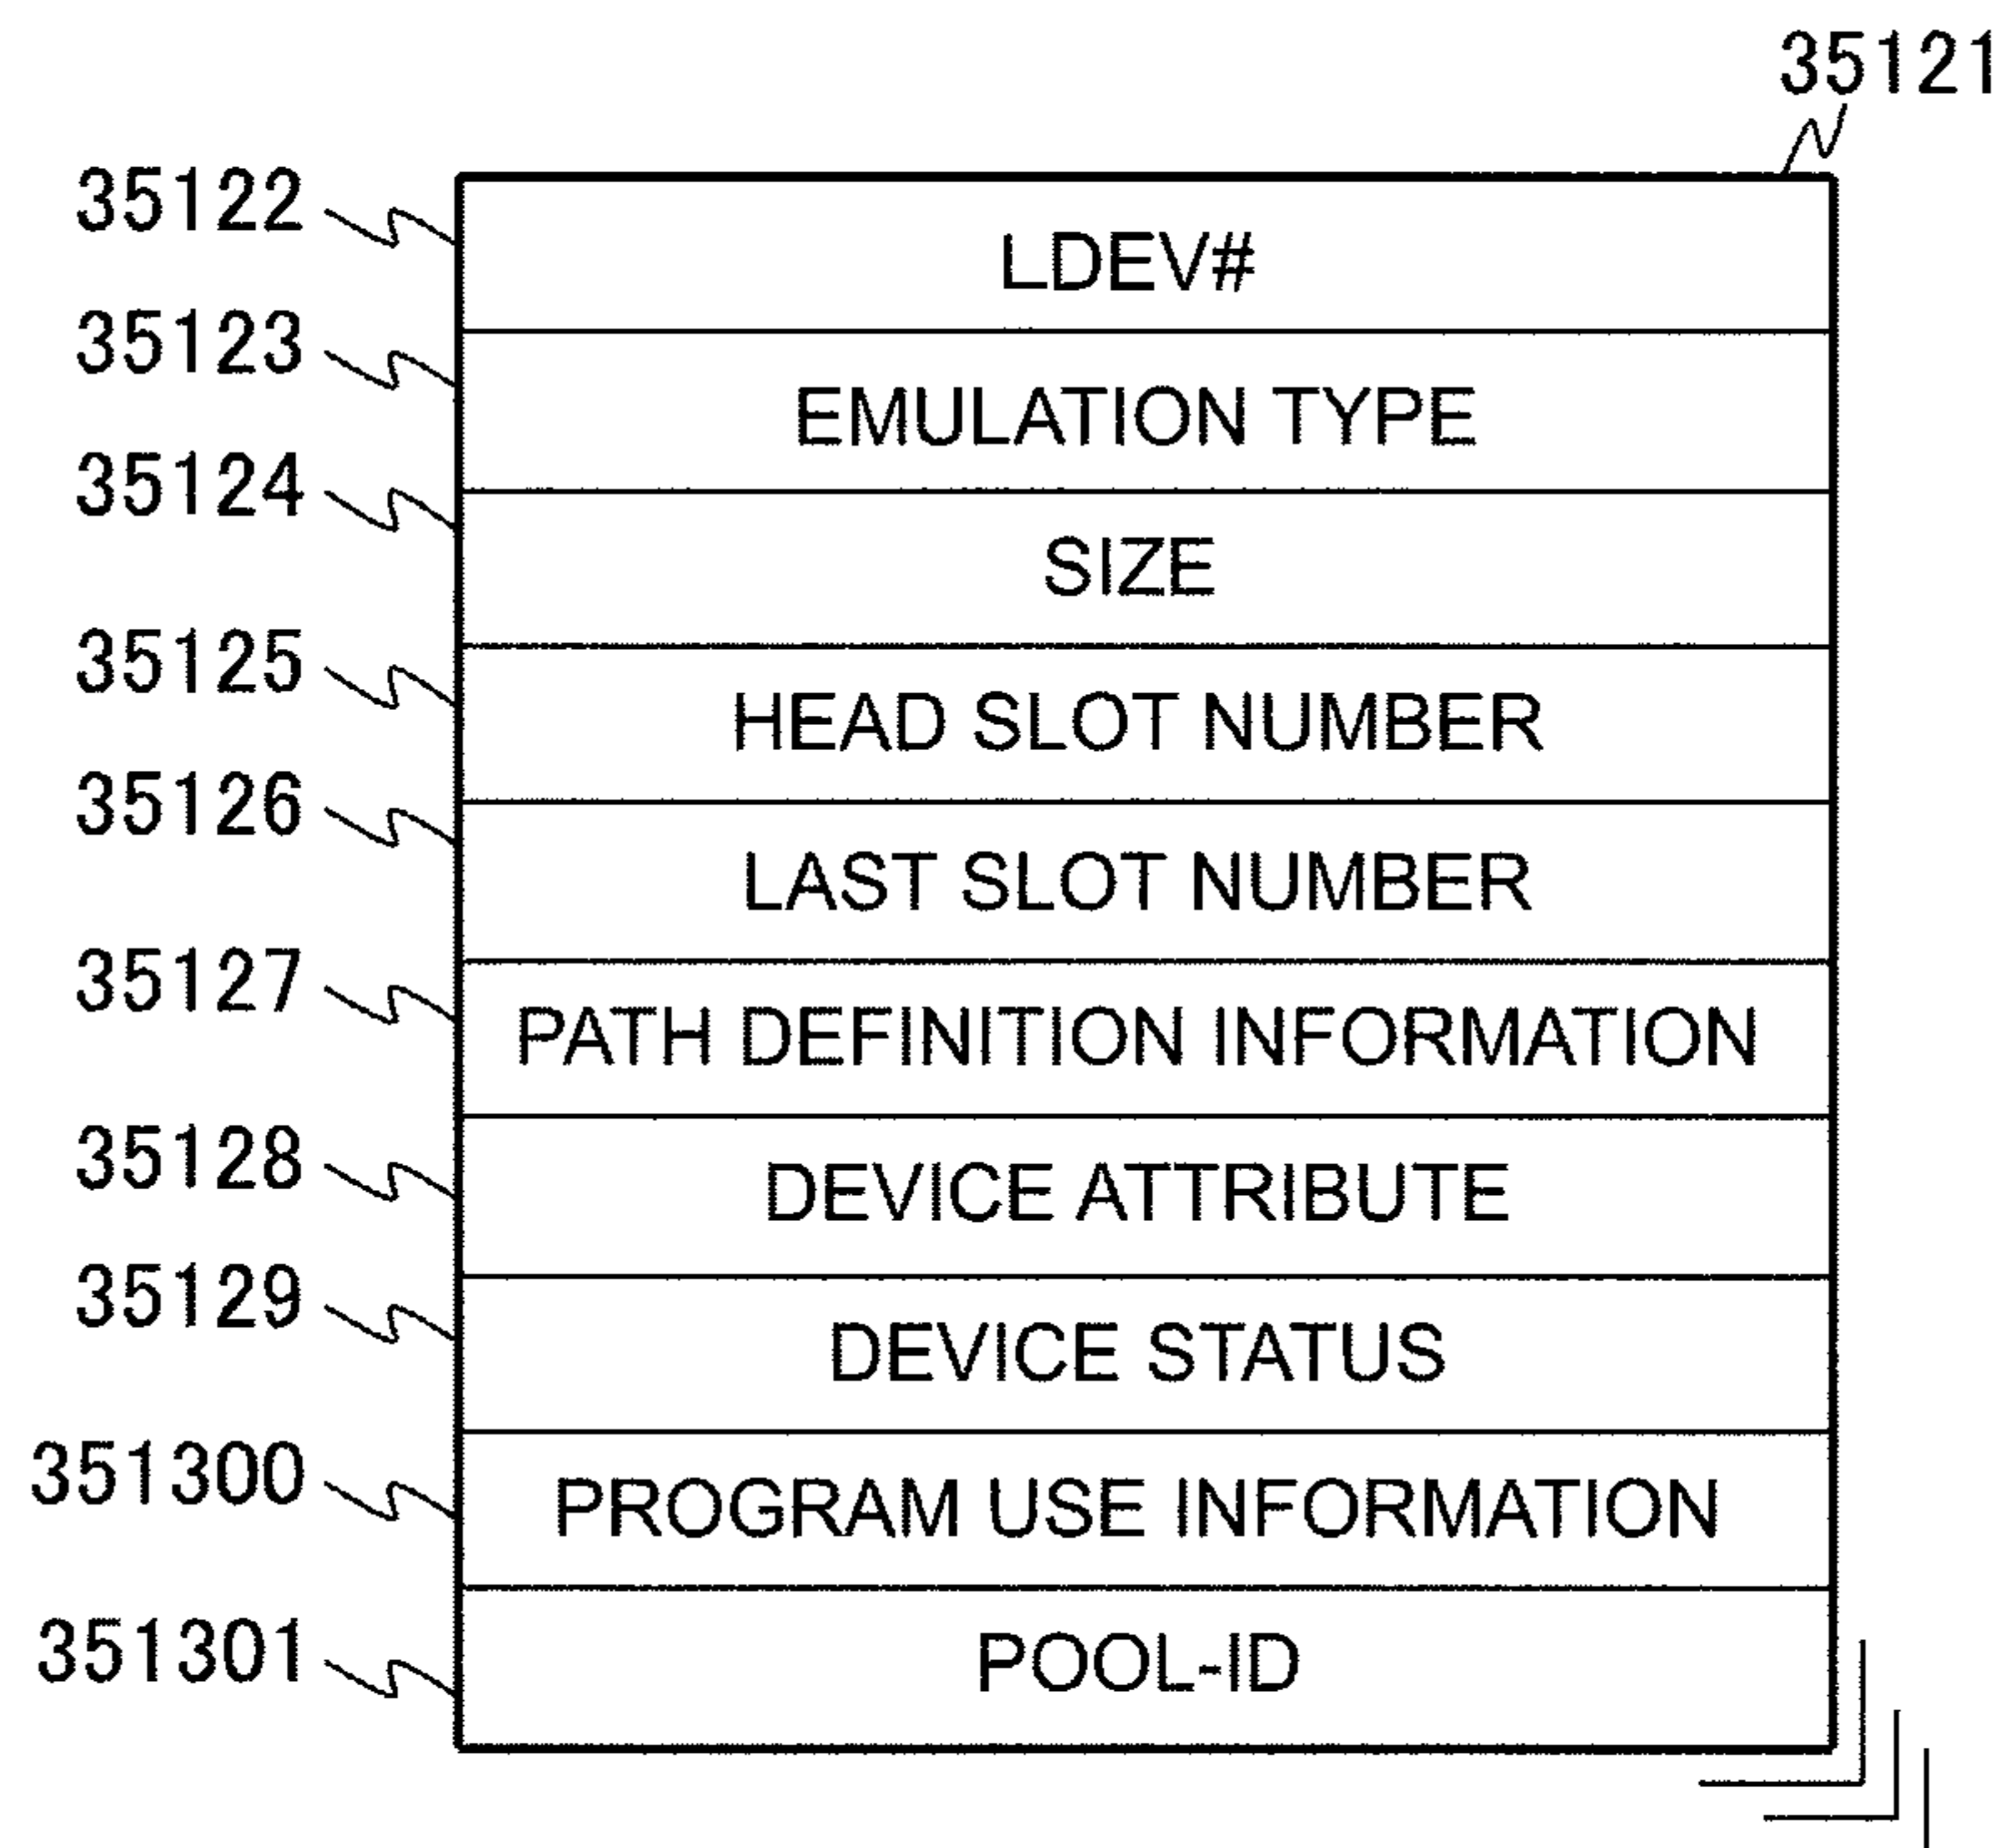 35121
35122
LDEV#
35123
EMULATION TYPE
35124
SIZE
35125
HEAD SLOT NUMBER
35126
LAST SLOT NUMBER
35127
PATH DEFINITION INFORMATION
35128
DEVICE ATTRIBUTE
35129
DEVICE STATUS
351300
PROGRAM USE INFORMATION
351301
POOL-ID